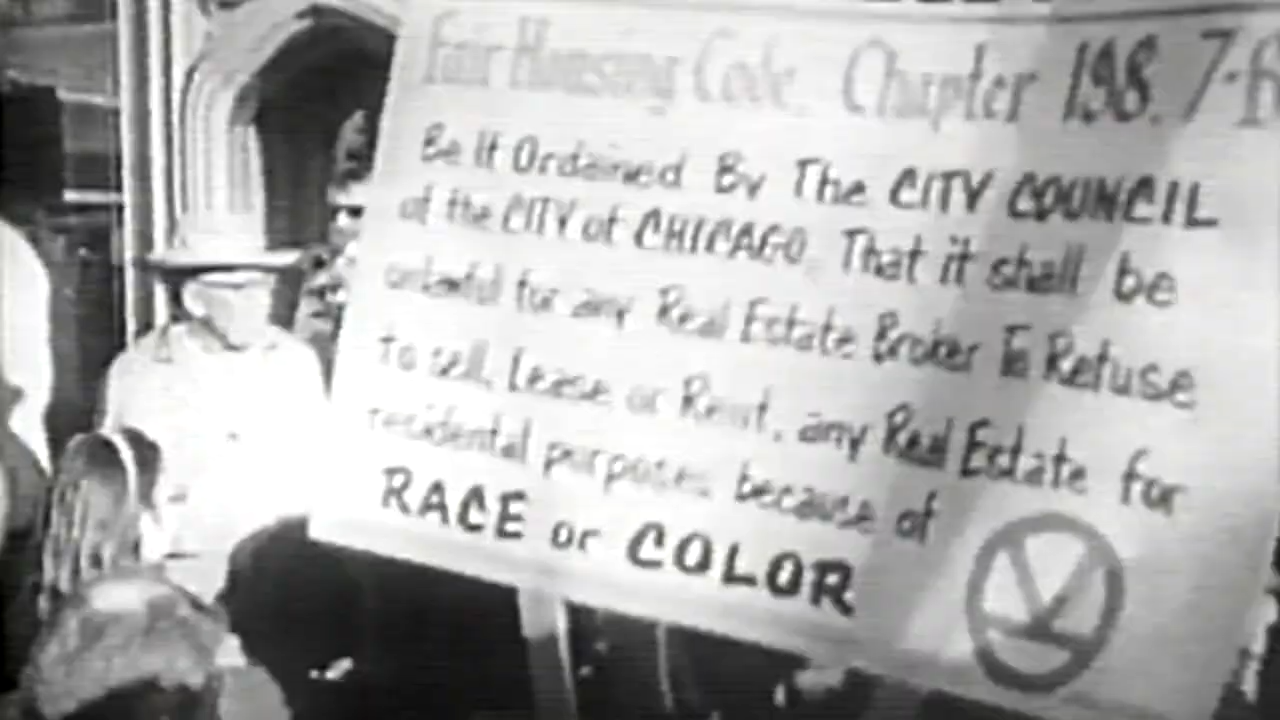 Fair Housing Code Chapter 198.7-B
Be It Ordained By The CITY COUNCIL
of the CITY of CHICAGO That it shall be
unlawful for any Real Estate Broker To Refuse
to sell, Lease or Rent, any Real Estate for
residental purposes because of
RACE or COLOR